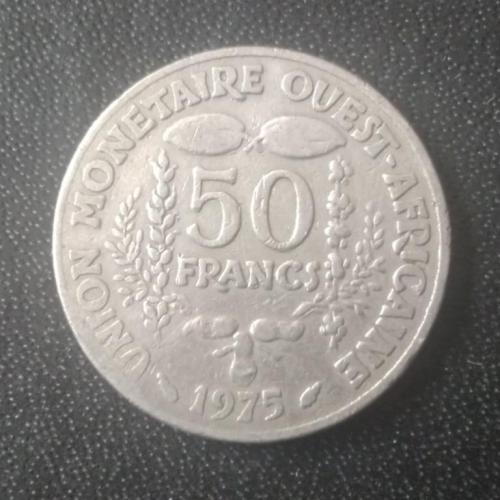 UNION MONETAIRE OUEST-AFRICAINE
50
FRANCS
1975